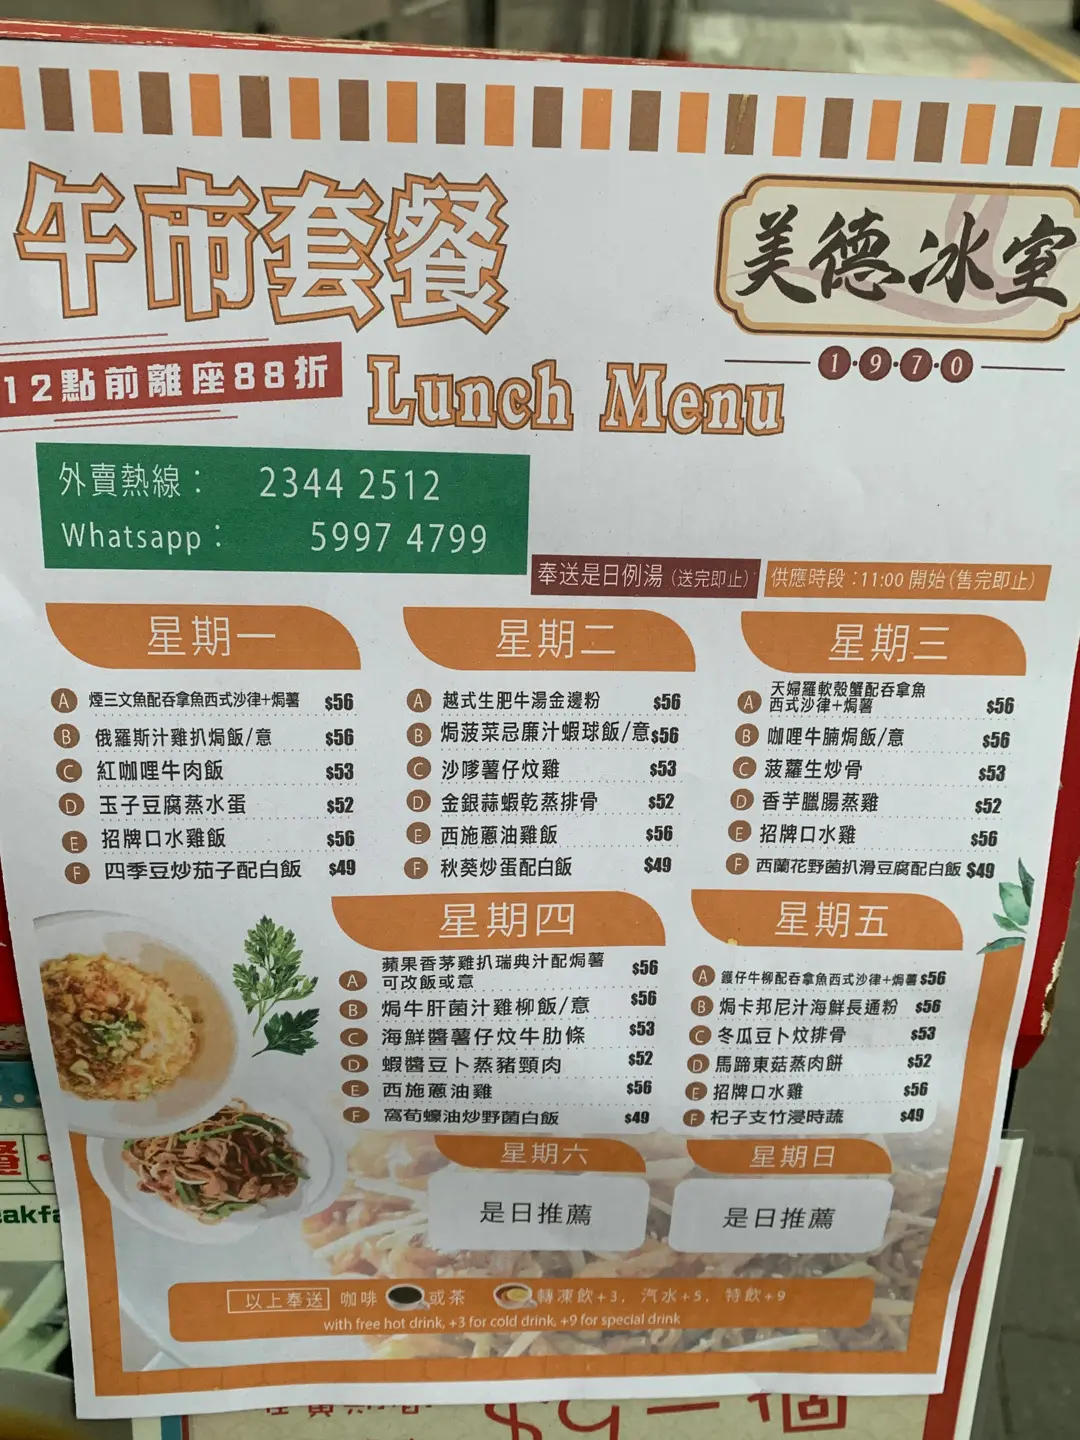 午市套餐
美德冰室
1·9·7·0
12點前離座88折
Lunch Menu
外賣熱線： 2344 2512
Whatsapp： 5997 4799
奉送是日例湯（送完即止）
供應時段：11:00 開始（售完即止）
星期一
A 煙三文魚配吞拿魚西式沙律+焗薯 $56
B 俄羅斯汁雞扒焗飯/意 $56
C 紅咖哩牛肉飯 $53
D 玉子豆腐蒸水蛋 $52
E 招牌口水雞飯 $56
F 四季豆炒茄子配白飯 $49
星期二
A 越式生肥牛湯金邊粉 $56
B 焗菠菜忌廉汁蝦球飯/意 $56
C 沙嗲薯仔炆雞 $53
D 金銀蒜蝦乾蒸排骨 $52
E 西施蔥油雞飯 $56
F 秋葵炒蛋配白飯 $49
星期三
A 天婦羅軟殼蟹配吞拿魚
西式沙律+焗薯 $56
B 咖哩牛腩焗飯/意 $56
C 菠蘿生炒骨 $53
D 香芋臘腸蒸雞 $52
E 招牌口水雞 $56
F 西蘭花野菌扒滑豆腐配白飯 $49
星期四
A 蘋果香茅雞扒瑞典汁配焗薯 $56
可改飯或意
B 焗牛肝菌汁雞柳飯/意 $56
C 海鮮醬薯仔炆牛肋條 $53
D 蝦醬豆卜蒸豬頸肉 $52
E 西施蔥油雞 $56
F 窩筍蠔油炒野菌白飯 $49
星期五
A 鑊仔牛柳配吞拿魚西式沙律+焗薯 $56
B 焗卡邦尼汁海鮮長通粉 $56
C 冬瓜豆卜炆排骨 $53
D 馬蹄東菇蒸肉餅 $52
E 招牌口水雞 $56
F 杞子支竹浸時蔬 $49
星期六
是日推薦
星期日
是日推薦
以上奉送 咖啡 或茶 轉凍飲+3，汽水+5，特飲+9
with free hot drink, +3 for cold drink, +9 for special drink
akfa
$9一個